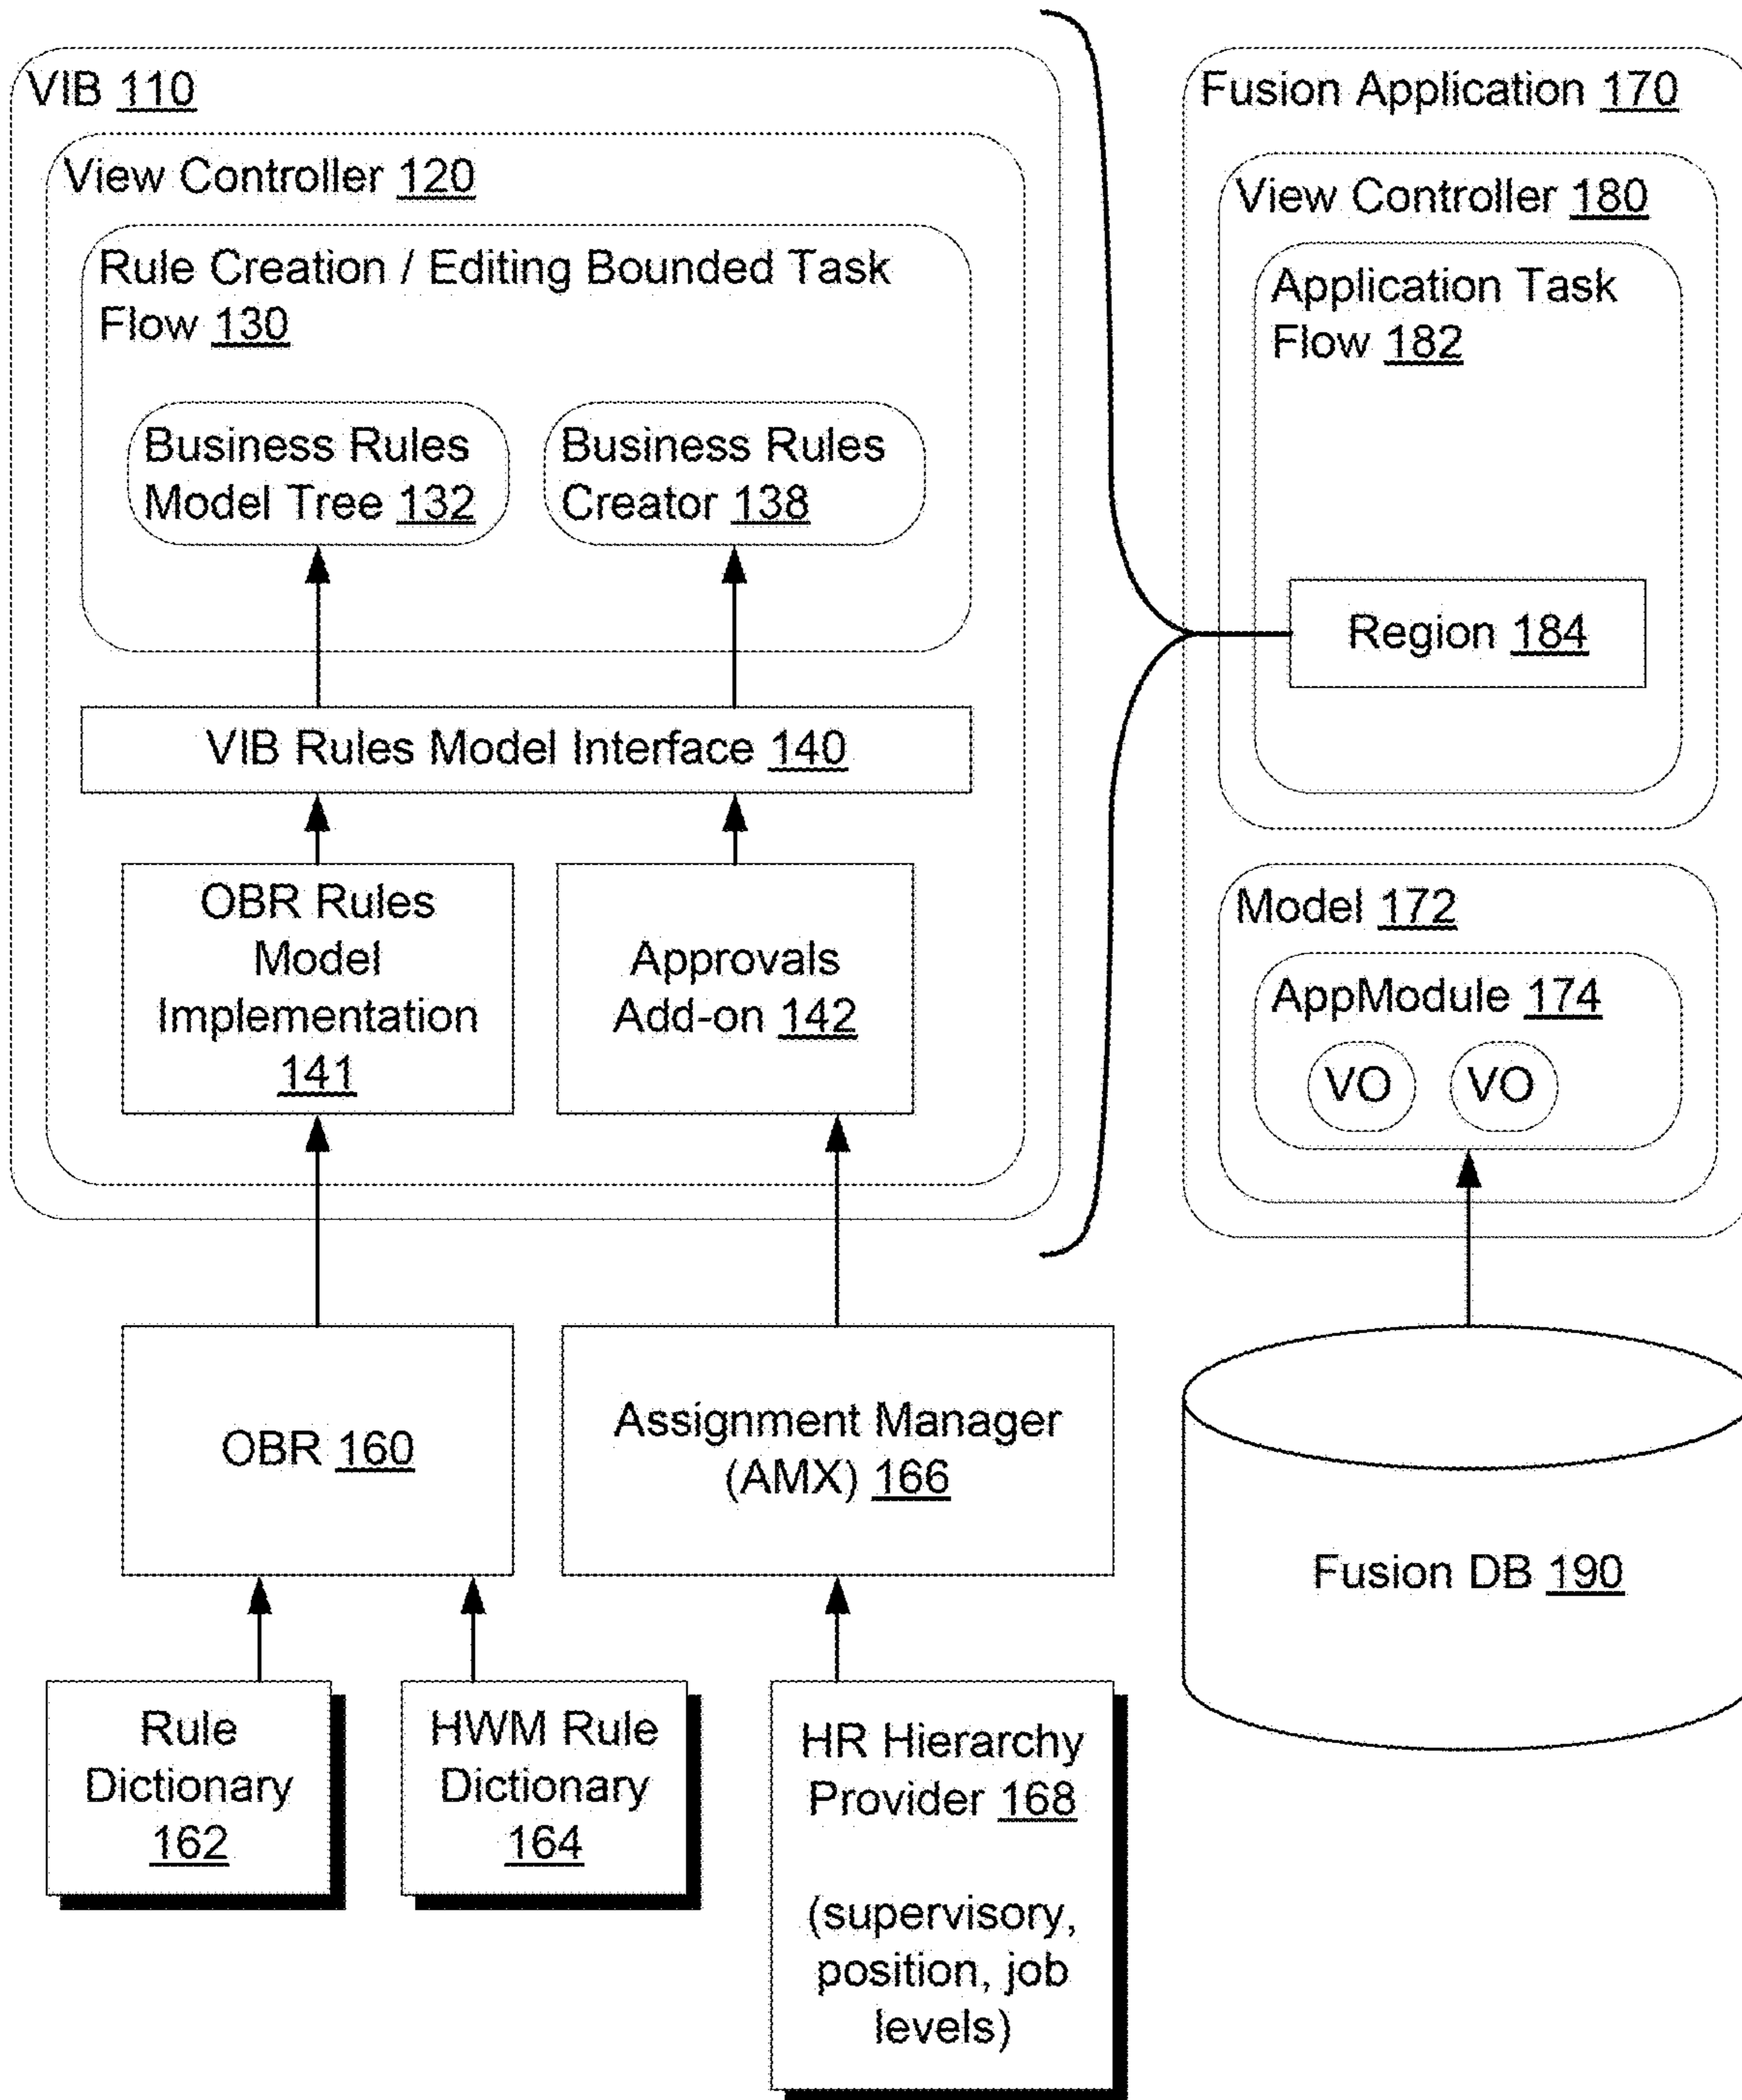 VIB 110
View Controller 120
Rule Creation / Editing Bounded Task
Flow 130
Business Rules
Model Tree 132
Business Rules
Creator 138
VIB Rules Model Interface 140
OBR Rules
Model
Implementation
141
Approvals
Add-on 142
OBR 160
Assignment Manager
(AMX) 166
Rule
Dictionary
162
HWM Rule
Dictionary
164
HR Hierarchy
Provider 168
(supervisory,
position, job
levels)
Fusion Application 170
View Controller 180
Application Task
Flow 182
Region 184
Model 172
AppModule 174
VO
VO
Fusion DB 190